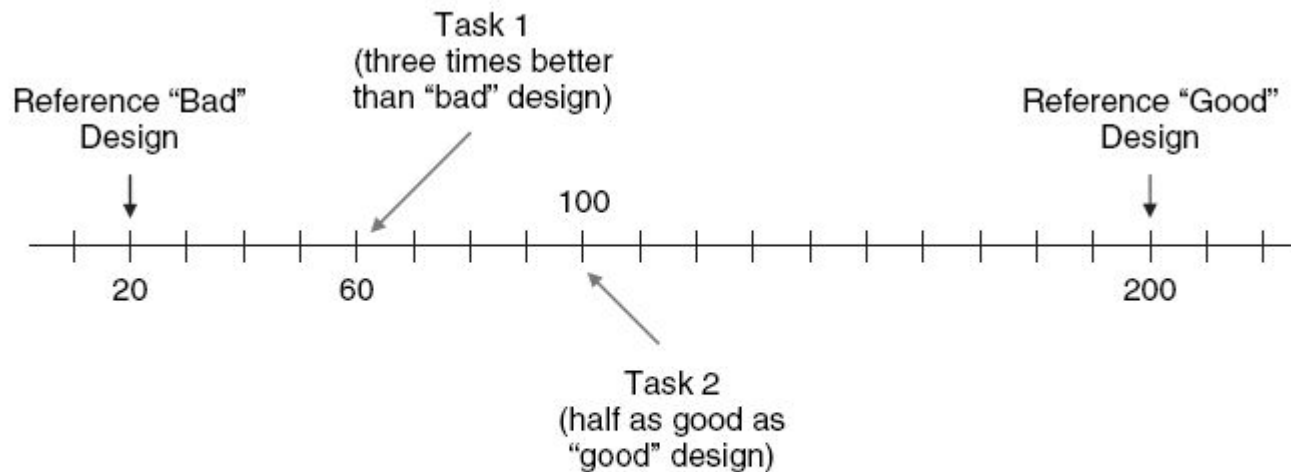 Task 1
(three times better
than “bad” design)
Reference “Bad”
Design
Reference “Good”
Design
100
20
60
200
Task 2
(half as good as
“good” design)